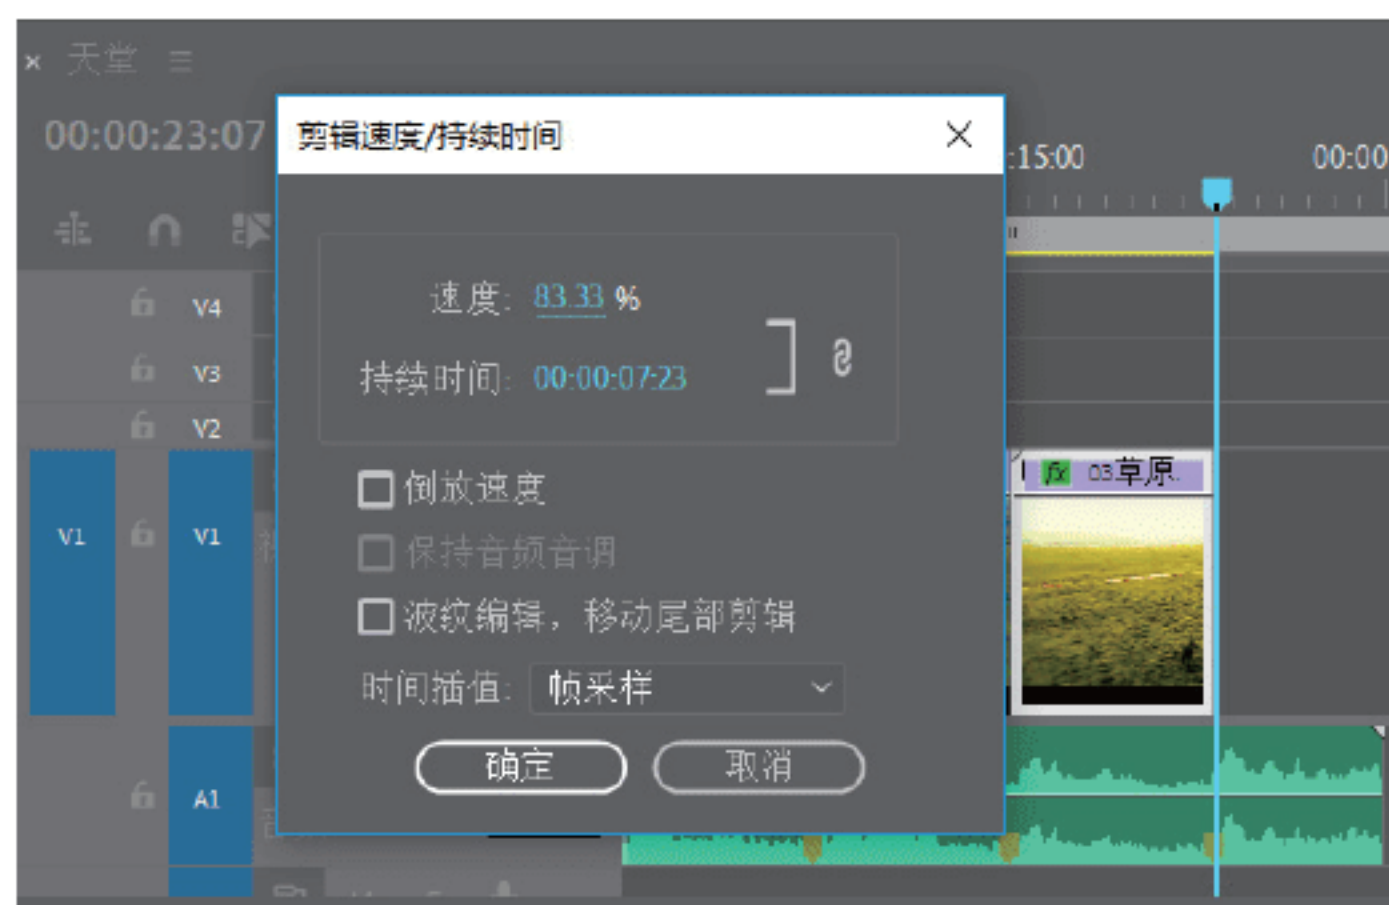 × 天堂 ≡
00:00:23:07
剪辑速度/持续时间
:15:00
00:00
速度: 83.33 %
持续时间: 00:00:07:23
倒放速度
保持音频音调
波纹编辑，移动尾部剪辑
时间插值: 帧采样
确定
取消
V4
V3
V2
V1
V1
fx 03.草原.
A1